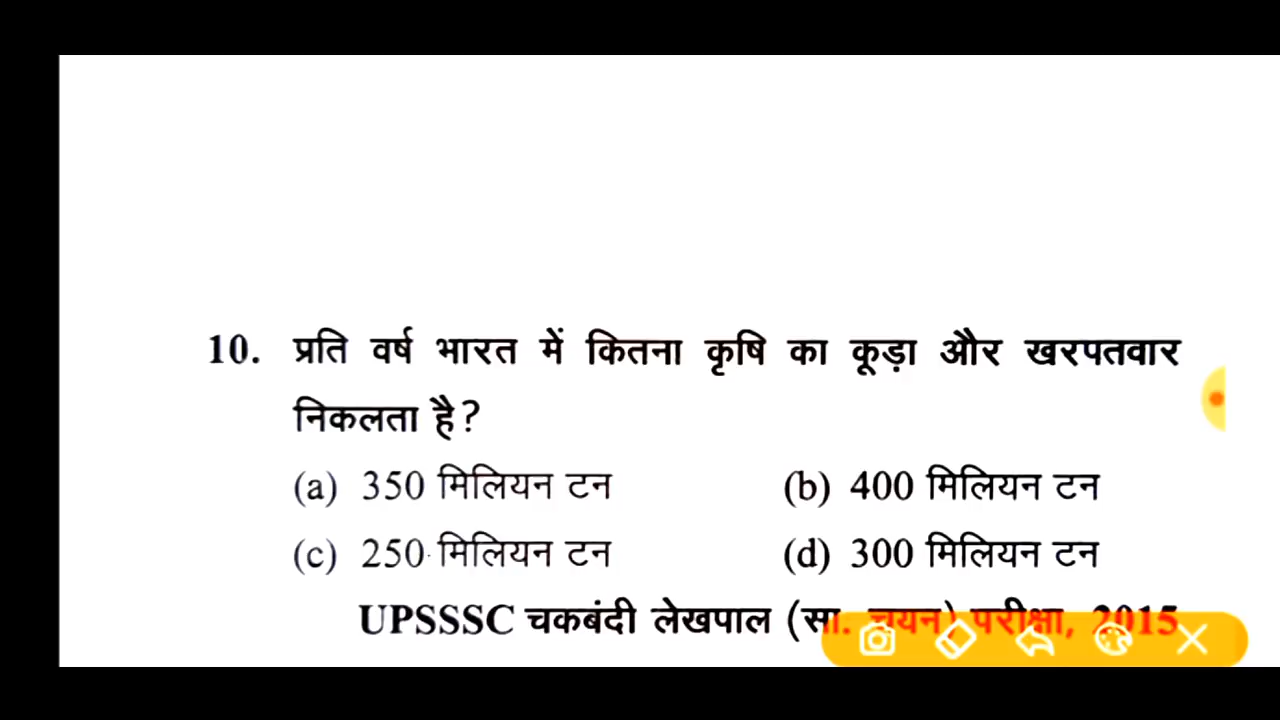 10. प्रति वर्ष भारत में कितना कृषि का कूड़ा और खरपतवार
निकलता है?
(a) 350 मिलियन टन (b) 400 मिलियन टन
(c) 250 मिलियन टन (d) 300 मिलियन टन
UPSSSC चकबंदी लेखपाल (सा. चयन) परीक्षा, 2015